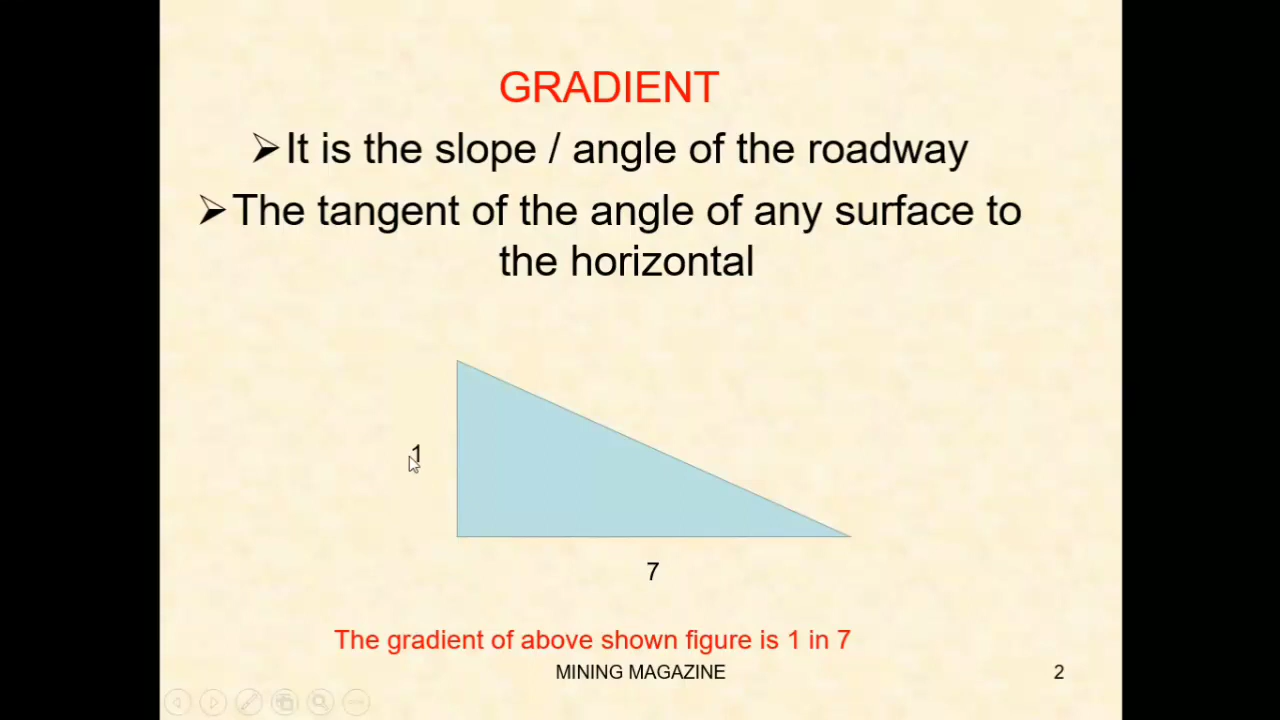 GRADIENT
➢It is the slope / angle of the roadway
➢The tangent of the angle of any surface to
the horizontal
1
7
The gradient of above shown figure is 1 in 7
MINING MAGAZINE
2